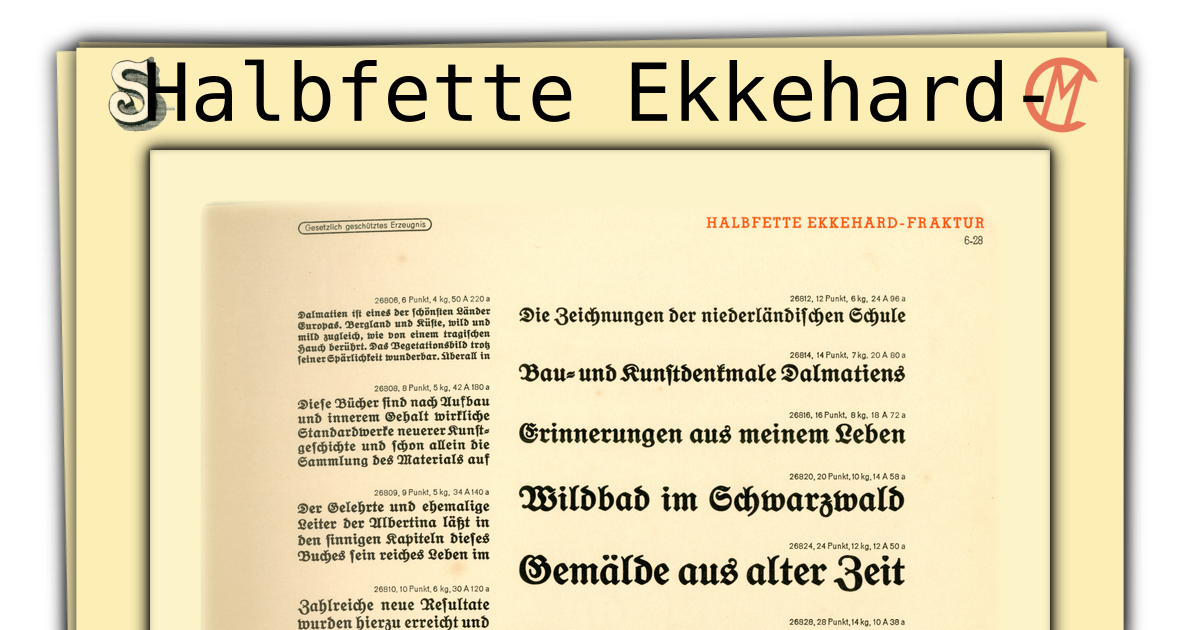 Halbfette Ekkehard-
Gesetzlich geschütztes Erzeugnis
HALBFETTE EKKEHARD-FRAKTUR
6-28
26806, 6 Punkt, 4 kg, 50 A 220 a
Dalmatien ist eines der schönsten Länder
Europas. Bergland und Küste, wild und
mild zugleich, wie von einem tragischen
Hauch berührt. Das Vegetationsbild trotz
seiner Spärlichkeit wunderbar. Überall in
26808, 8 Punkt, 5 kg, 42 A 180 a
Diese Bücher sind nach Aufbau
und innerem Gehalt wirkliche
Standardwerke neuerer Kunst-
geschichte und schon allein die
Sammlung des Materials auf
26809, 9 Punkt, 5 kg, 34 A 140 a
Der Gelehrte und ehemalige
Leiter der Albertina läßt in
den sinnigen Kapiteln dieses
Buches sein reiches Leben im
26810, 10 Punkt, 6 kg, 30 A 120 a
Zahlreiche neue Resultate
wurden hierzu erreicht und
26812, 12 Punkt, 6 kg, 24 A 96 a
Die Zeichnungen der niederländischen Schule
26814, 14 Punkt, 7 kg, 20 A 80 a
Bau- und Kunstdenkmale Dalmatiens
26816, 16 Punkt, 8 kg, 18 A 72 a
Erinnerungen aus meinem Leben
26820, 20 Punkt, 10 kg, 14 A 58 a
Wildbad im Schwarzwald
26824, 24 Punkt, 12 kg, 12 A 50 a
Gemälde aus alter Zeit
26828, 28 Punkt, 14 kg, 10 A 38 a